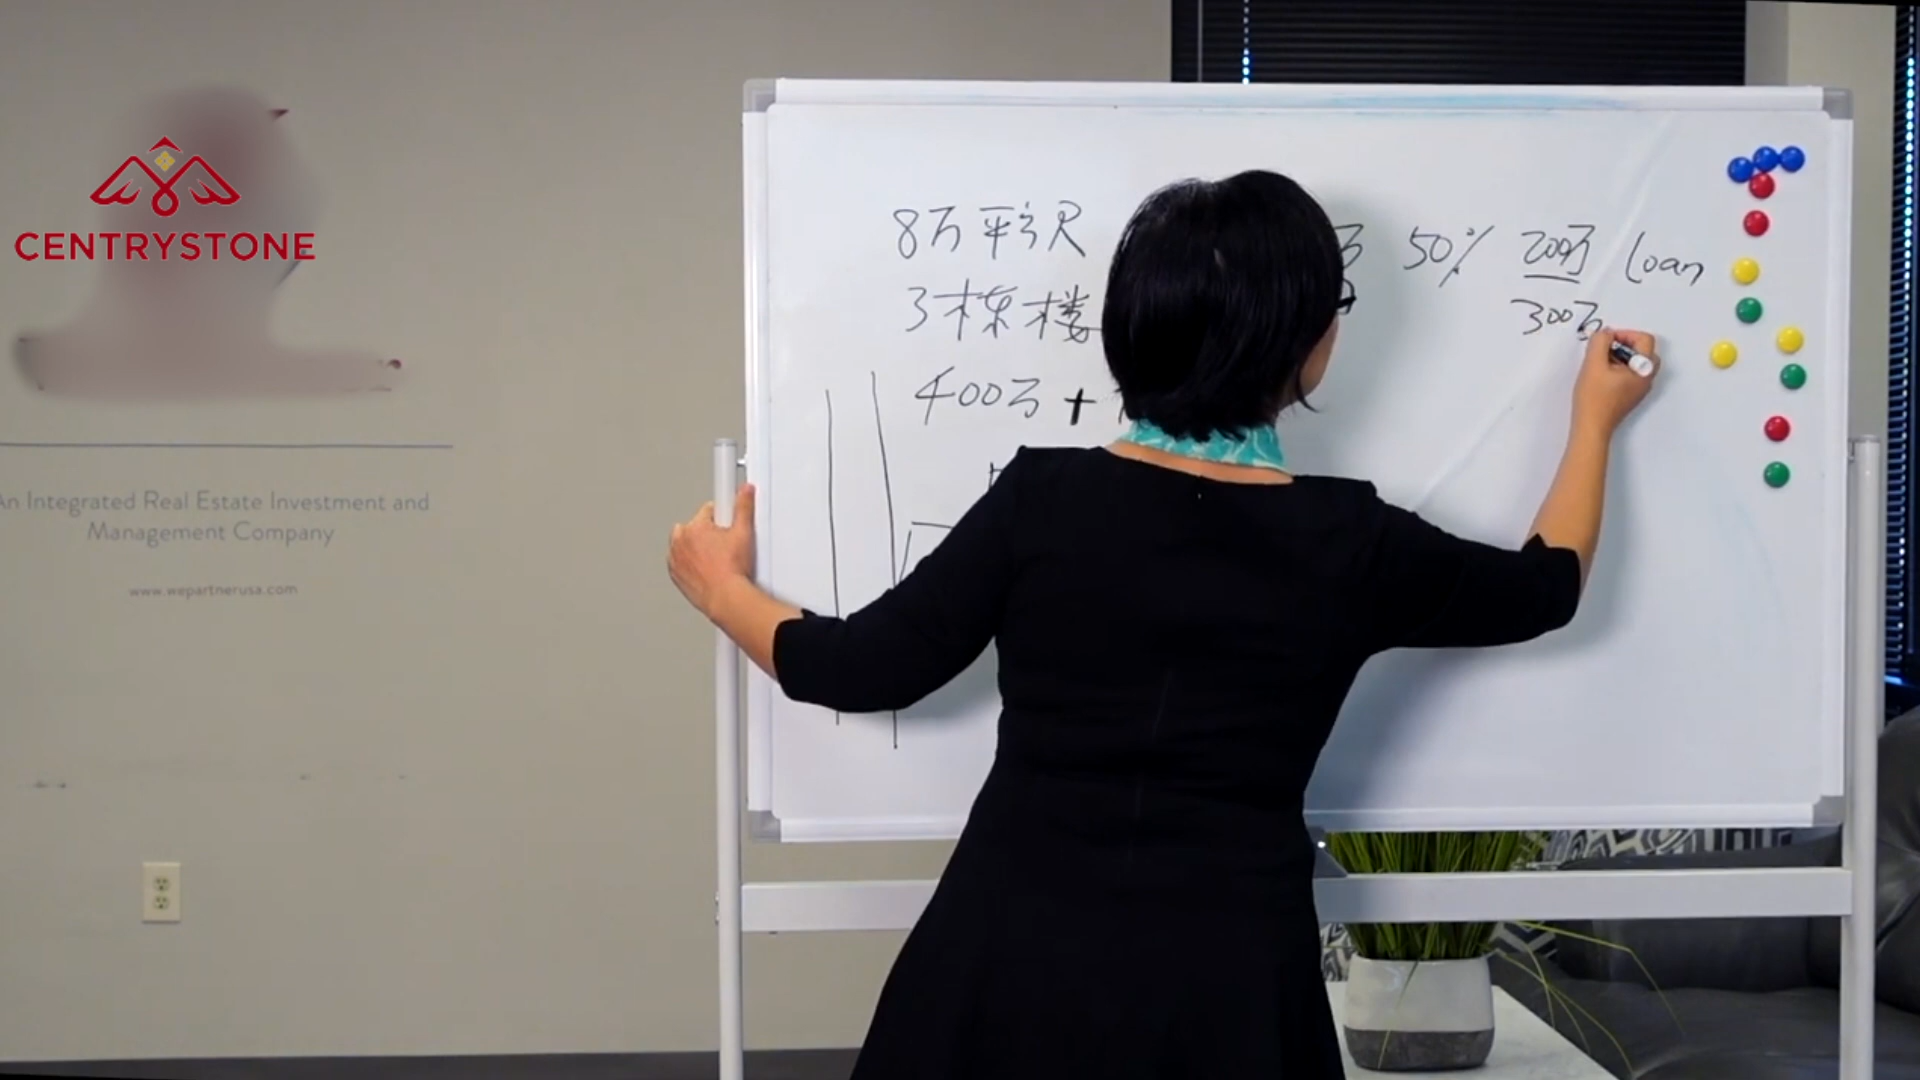 CENTRYSTONE
An Integrated Real Estate Investment and
Management Company
www.wepartnerusa.com
8万 平方尺
3栋楼
400万 +
万 50% 200万 Loan
300万